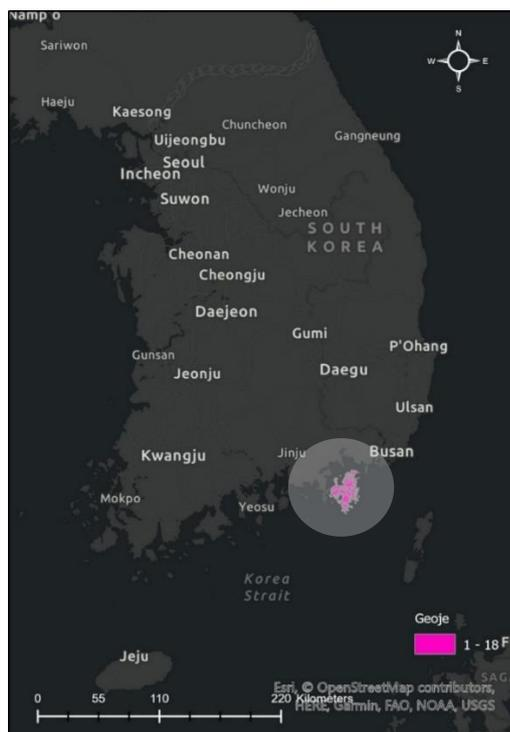 Namp'o
Sariwon
N
W E
S
Haeju
Kaesong
Chuncheon
Uijeongbu
Gangneung
Seoul
Incheon
Wonju
Suwon
Jecheon
SOUTH
KOREA
Cheonan
Cheongju
Daejeon
Gumi
P'Ohang
Gunsan
Daegu
Jeonju
Ulsan
Busan
Jinju
Kwangju
Mokpo
Yeosu
Korea
Strait
Geoje
1 - 18 F
Jeju
SAG
0 55 110 220 Kilometers
Esri, © OpenStreetMap contributors,
HERE, Garmin, FAO, NOAA, USGS